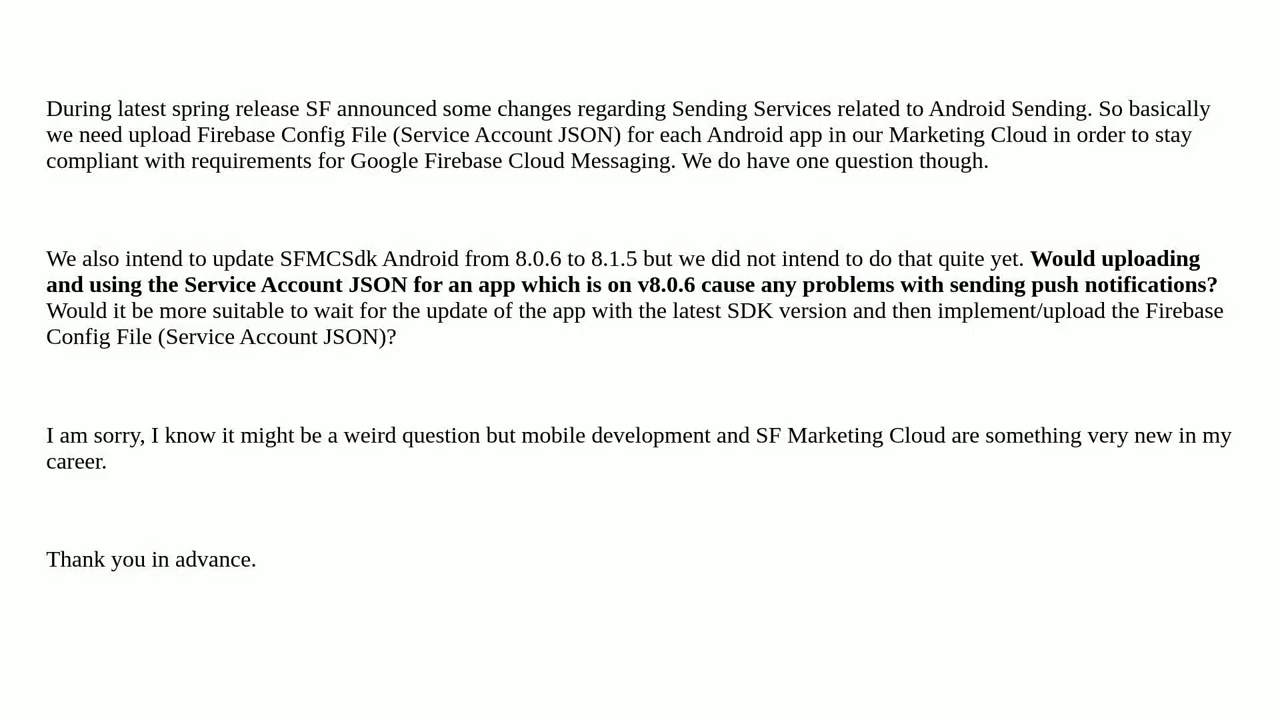 During latest spring release SF announced some changes regarding Sending Services related to Android Sending. So basically
we need upload Firebase Config File (Service Account JSON) for each Android app in our Marketing Cloud in order to stay
compliant with requirements for Google Firebase Cloud Messaging. We do have one question though.
We also intend to update SFMCSdk Android from 8.0.6 to 8.1.5 but we did not intend to do that quite yet. Would uploading
and using the Service Account JSON for an app which is on v8.0.6 cause any problems with sending push notifications?
Would it be more suitable to wait for the update of the app with the latest SDK version and then implement/upload the Firebase
Config File (Service Account JSON)?
I am sorry, I know it might be a weird question but mobile development and SF Marketing Cloud are something very new in my
career.
Thank you in advance.